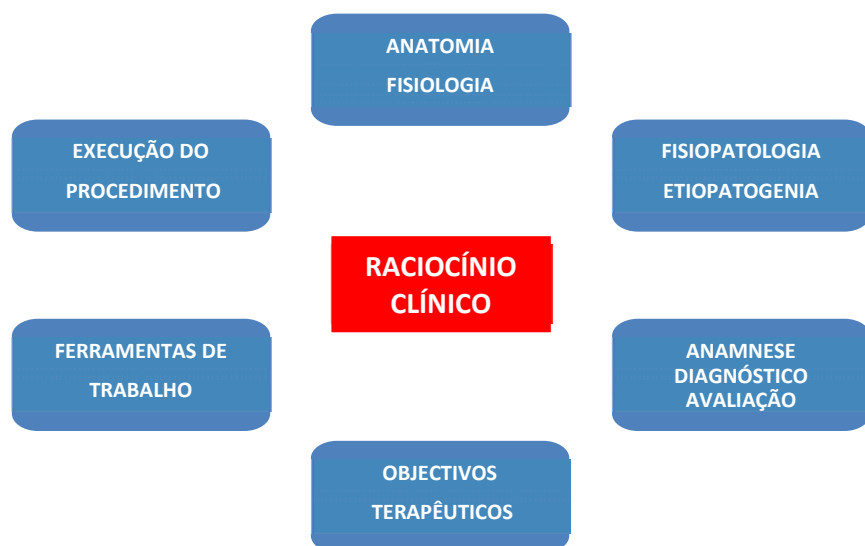 ANATOMIA
FISIOLOGIA
EXECUÇÃO DO
PROCEDIMENTO
FISIOPATOLOGIA
ETIOPATOGENIA
RACIOCÍNIO
CLÍNICO
FERRAMENTAS DE
TRABALHO
ANAMNESE
DIAGNÓSTICO
AVALIAÇÃO
OBJECTIVOS
TERAPÊUTICOS